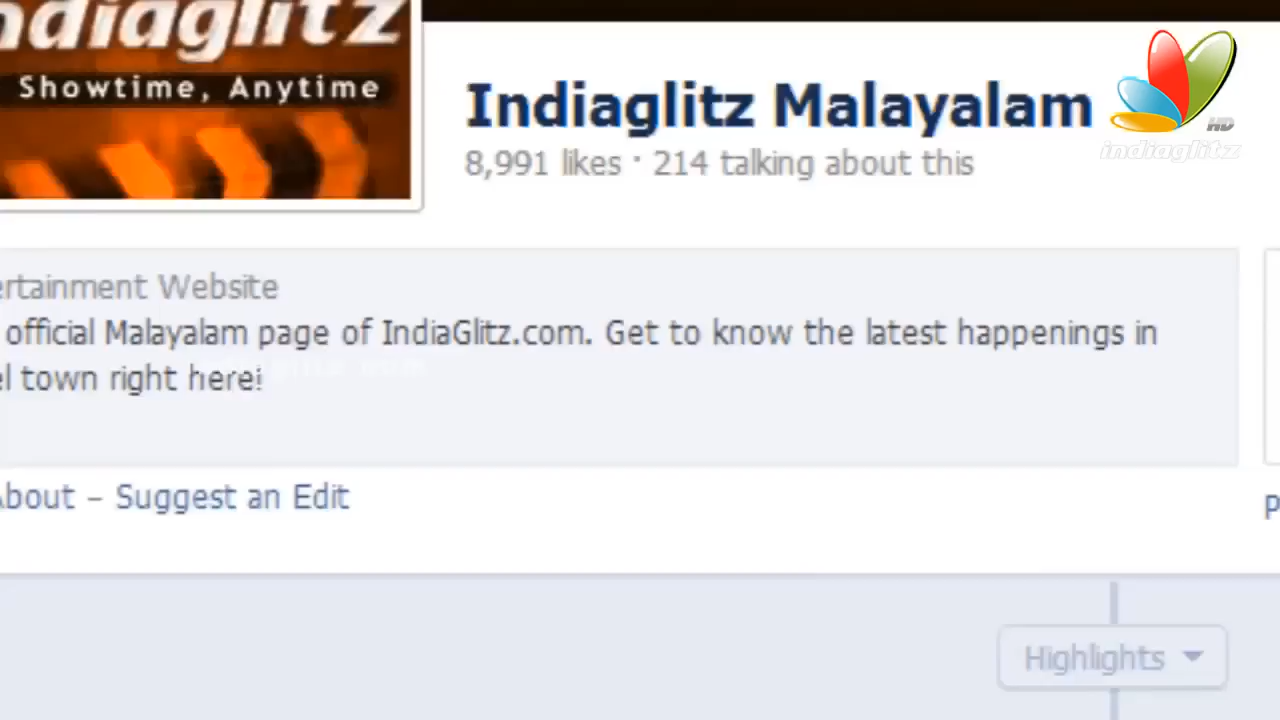 ndiaglitz
Showtime, Anytime
Indiaglitz Malayalam
8,991 likes · 214 talking about this
HD
indiaglitz
ertainment Website
official Malayalam page of IndiaGlitz.com. Get to know the latest happenings in
el town right here!
About – Suggest an Edit
P
Highlights